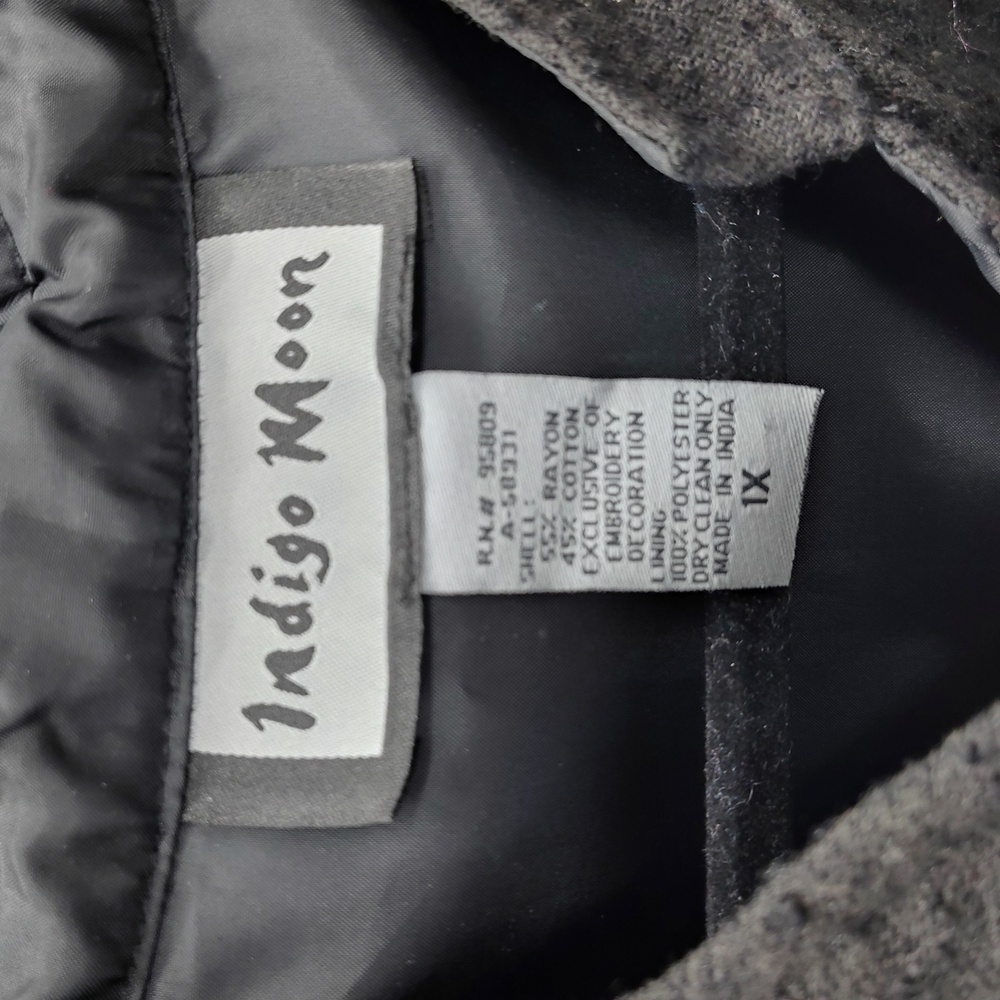 Indigo Moon
R.N.# 95809
A-58931
SHELL:
55% RAYON
45% COTTON
EXCLUSIVE OF
EMBROIDERY
DECORATION
LINING
100% POLYESTER
DRY CLEAN ONLY
MADE IN INDIA
1X